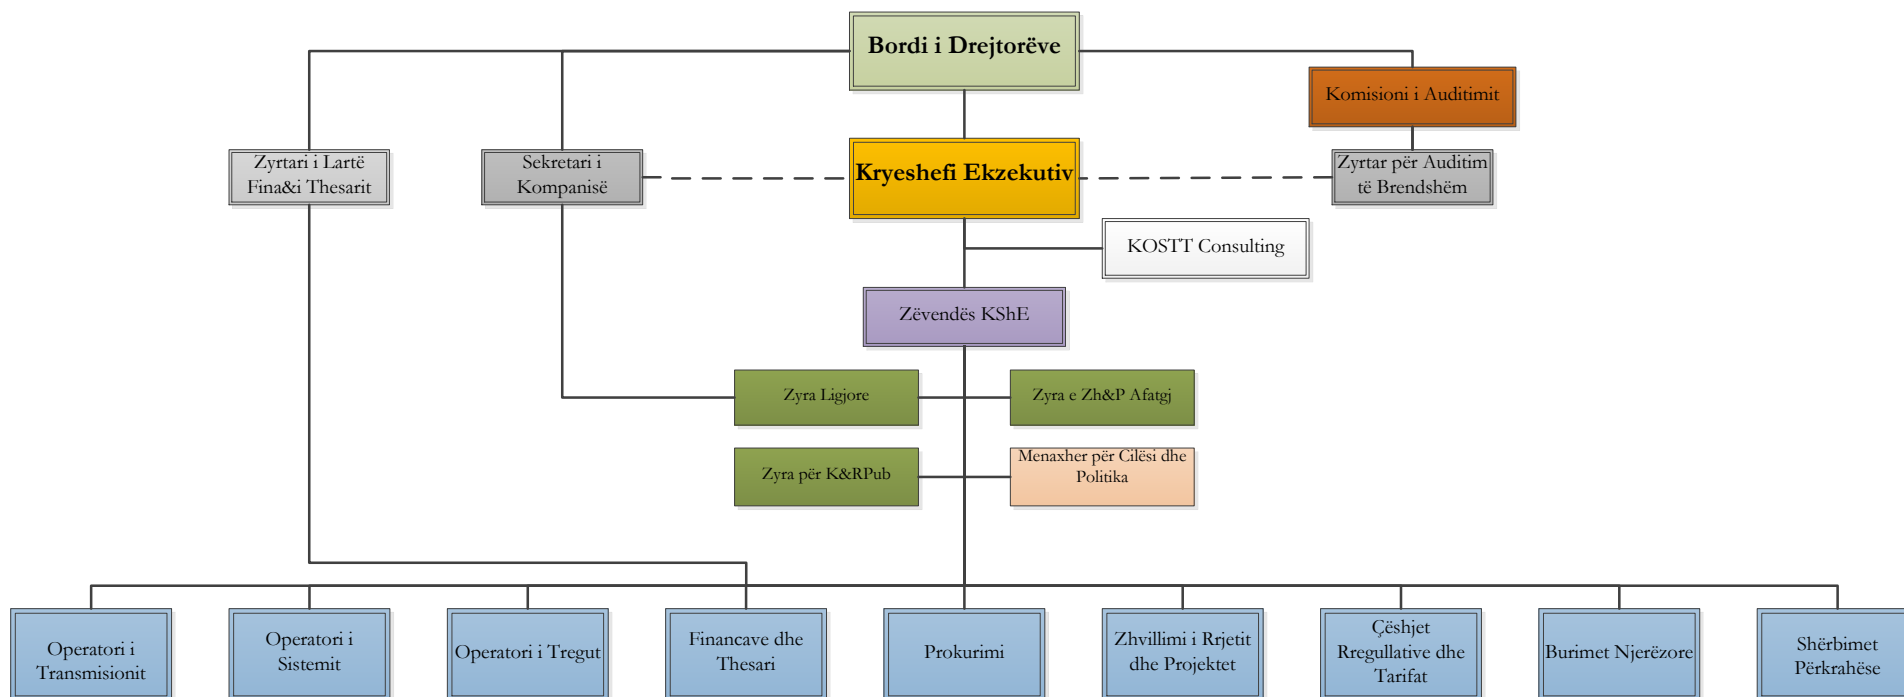 Bordi i Drejtorëve
Komisioni i Auditimit
Zyrtari i Lartë
Fina&i Thesarit
Sekretari i
Kompanisë
Kryeshefi Ekzekutiv
Zyrtar për Auditim
të Brendshëm
KOSTT Consulting
Zëvendës KShE
Zyra Ligjore
Zyra e Zh&P Afatgj
Zyra për K&RPub
Menaxher për Cilësi dhe
Politika
Operatori i
Transmisionit
Operatori i
Sistemit
Operatori i Tregut
Financave dhe
Thesari
Prokurimi
Zhvillimi i Rrjetit
dhe Projektet
Çëshjet
Rregullative dhe
Tarifat
Burimet Njerëzore
Shërbimet
Përkrahëse